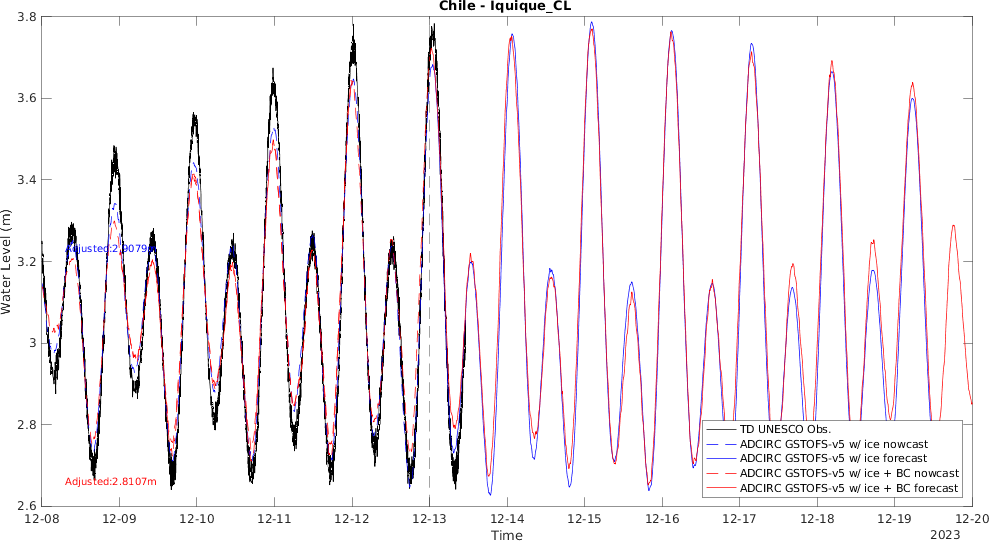 Chile - Iquique_CL
3.8
3.6
3.4
3.2
3
2.8
2.6
Water Level (m)
Adjusted:2.9079m
Adjusted:2.8107m
TD UNESCO Obs.
ADCIRC GSTOFS-v5 w/ ice nowcast
ADCIRC GSTOFS-v5 w/ ice forecast
ADCIRC GSTOFS-v5 w/ ice + BC nowcast
ADCIRC GSTOFS-v5 w/ ice + BC forecast
12-08 12-09 12-10 12-11 12-12 12-13 12-14 12-15 12-16 12-17 12-18 12-19 12-20
Time
2023